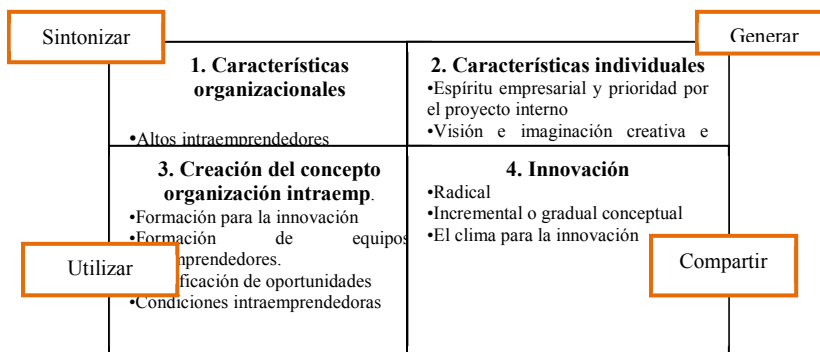 Sintonizar
Generar
1. Características
organizacionales
•Altos intraemprendedores
2. Características individuales
•Espíritu empresarial y prioridad por
el proyecto interno
•Visión e imaginación creativa e
3. Creación del concepto
organización intraemp.
•Formación para la innovación
•Formación de equipos
de oportunidades
•Condiciones intraemprendedoras
4. Innovación
•Radical
•Incremental o gradual conceptual
•El clima para la innovación
Utilizar
Compartir